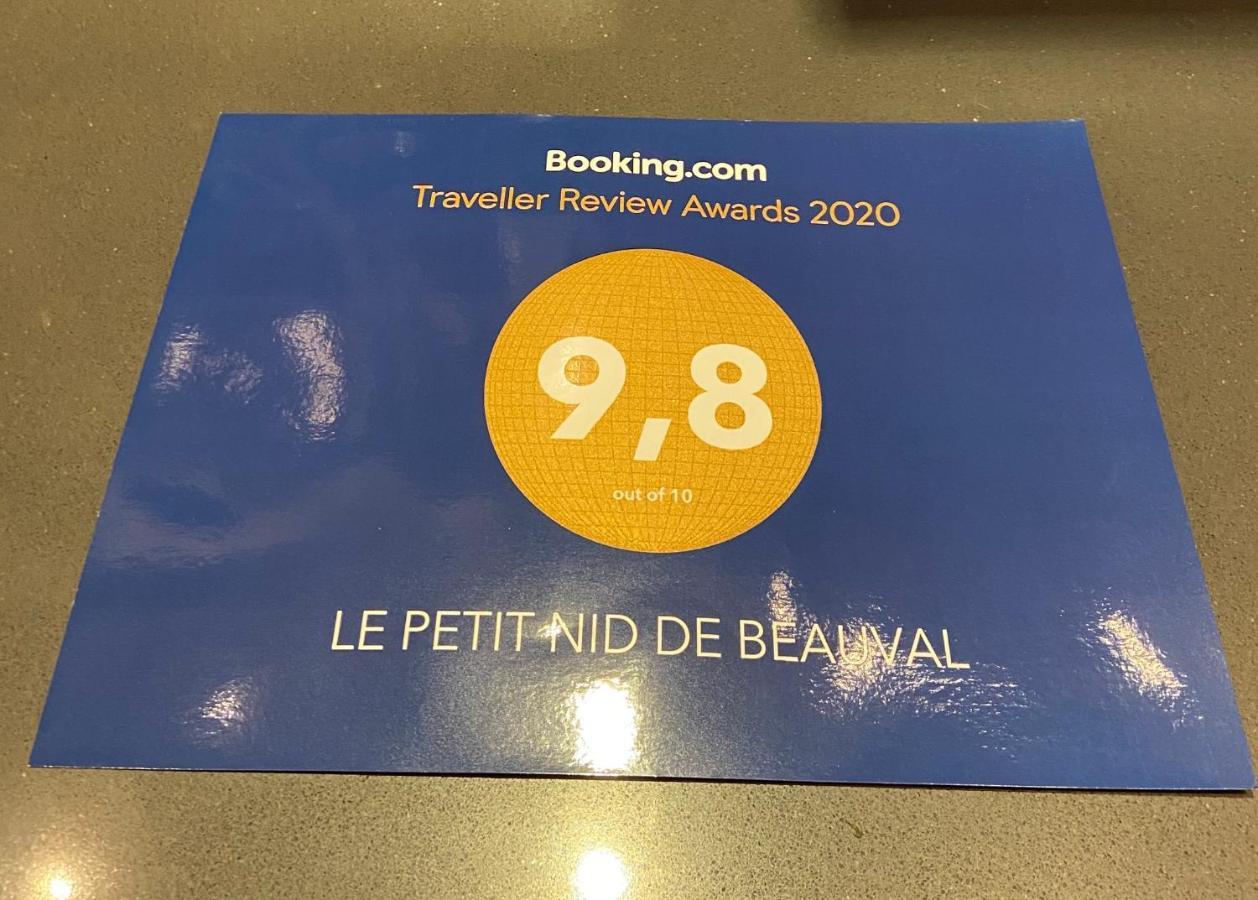 Booking.com
Traveller Review Awards 2020
9,8
out of 10
LE PETIT NID DE BEAUVAL